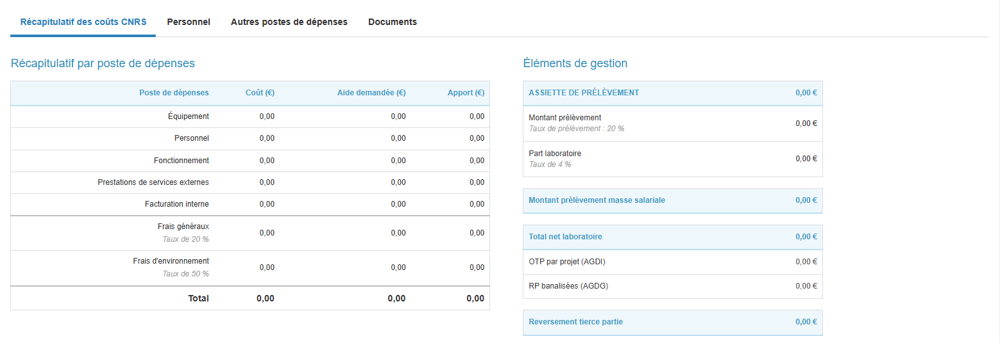 Récapitulatif des coûts CNRS Personnel Autres postes de dépenses Documents
Récapitulatif par poste de dépenses
Poste de dépenses Coût (€) Aide demandée (€) Apport (€)
Équipement 0,00 0,00 0,00
Personnel 0,00 0,00 0,00
Fonctionnement 0,00 0,00 0,00
Prestations de services externes 0,00 0,00 0,00
Facturation interne 0,00 0,00 0,00
Frais généraux
Taux de 20 % 0,00 0,00 0,00
Frais d'environnement
Taux de 50 % 0,00 0,00 0,00
Total 0,00 0,00 0,00
Éléments de gestion
ASSIETTE DE PRÉLÈVEMENT 0,00 €
Montant prélèvement
Taux de prélèvement : 20 % 0,00 €
Part laboratoire
Taux de 4 % 0,00 €
Montant prélèvement masse salariale 0,00 €
Total net laboratoire 0,00 €
OTP par projet (AGDI) 0,00 €
RP banalisées (AGDG) 0,00 €
Reversement tierce partie 0,00 €